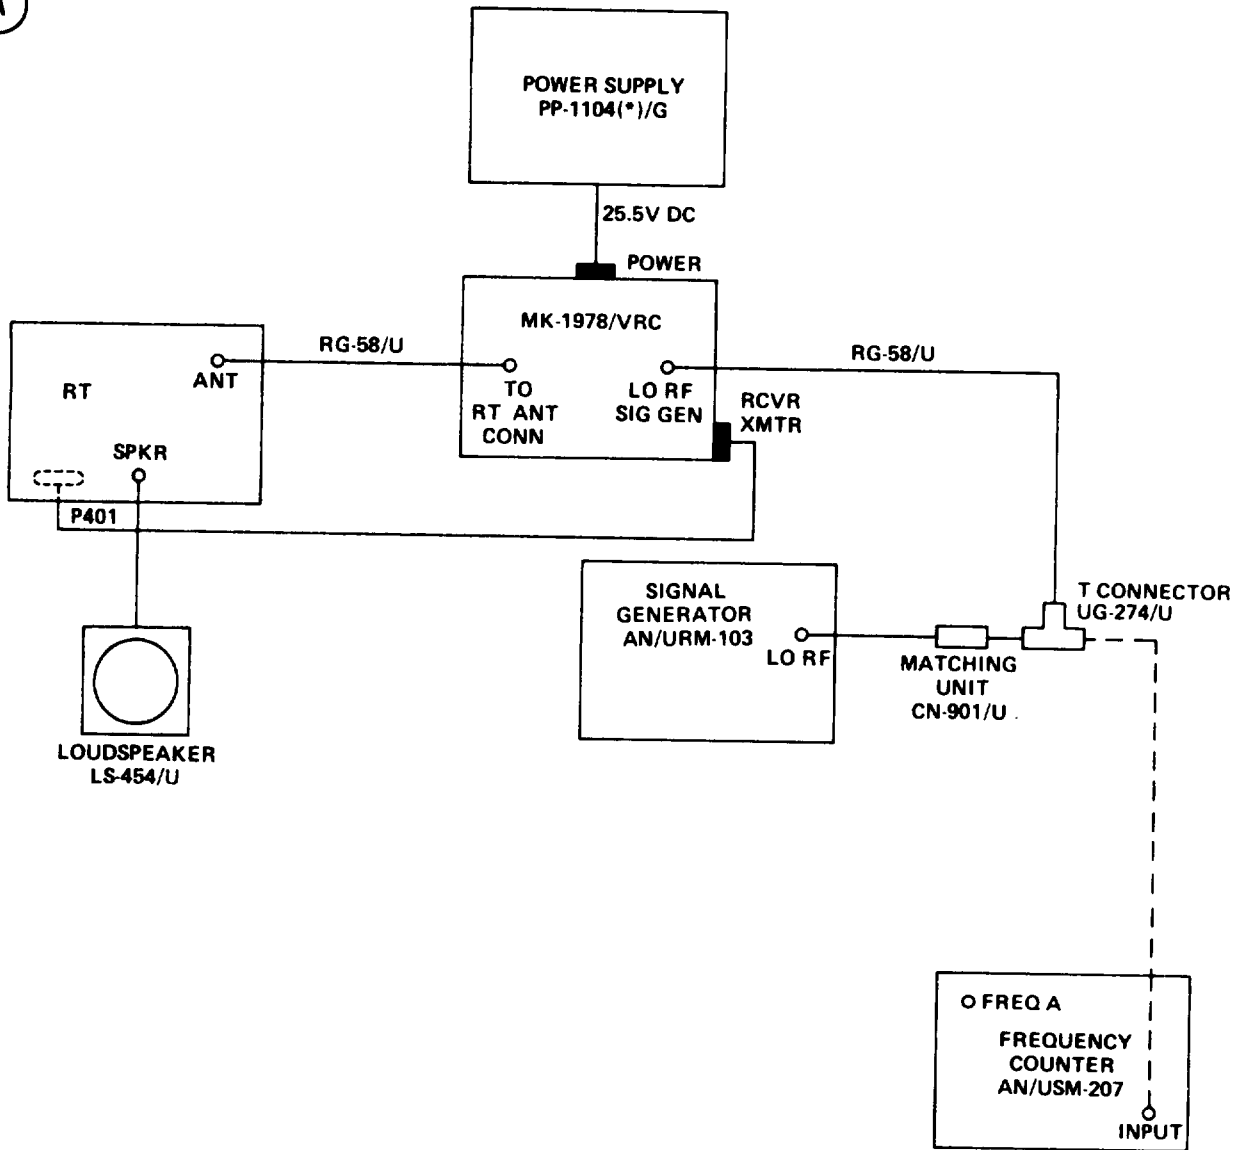 A
POWER SUPPLY
PP-1104(*)/G
25.5V DC
POWER
MK-1978/VRC
TO
RT ANT
CONN
LO RF
SIG GEN
RCVR
XMTR
RG-58/U
RG-58/U
RT
ANT
SPKR
P401
LOUDSPEAKER
LS-454/U
SIGNAL
GENERATOR
AN/URM-103
LO RF
MATCHING
UNIT
CN-901/U
T CONNECTOR
UG-274/U
FREQ A
FREQUENCY
COUNTER
AN/USM-207
INPUT